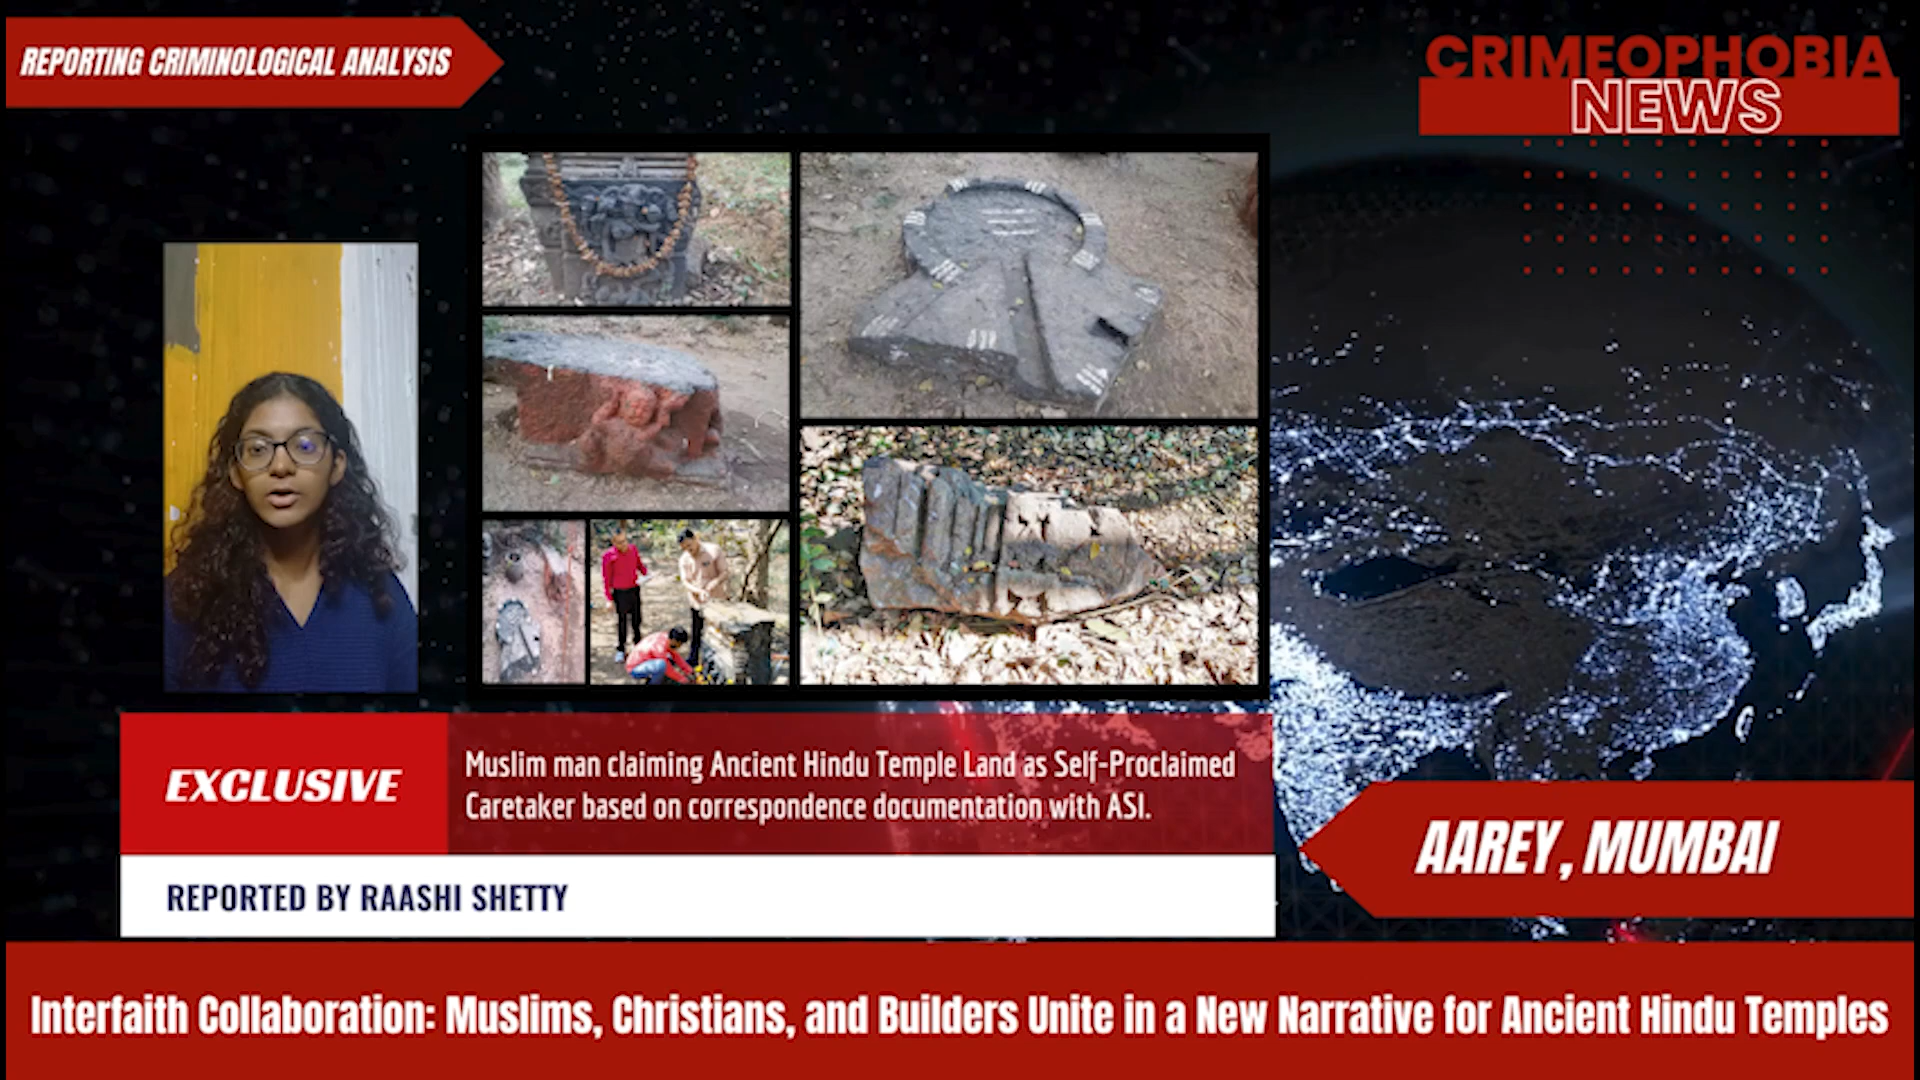 REPORTING CRIMINOLOGICAL ANALYSIS
CRIMEOPHOBIA
NEWS
EXCLUSIVE
Muslim man claiming Ancient Hindu Temple Land as Self-Proclaimed
Caretaker based on correspondence documentation with ASI.
REPORTED BY RAASHI SHETTY
AAREY, MUMBAI
Interfaith Collaboration: Muslims, Christians, and Builders Unite in a New Narrative for Ancient Hindu Temples